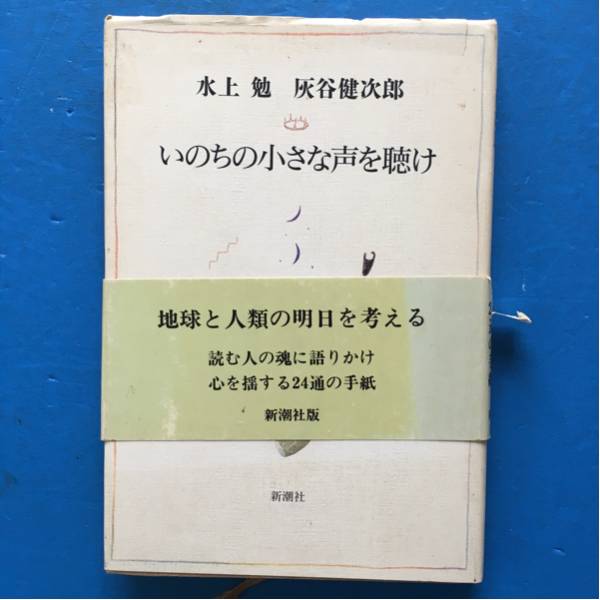 水上 勉 灰谷健次郎
いのちの小さな声を聴け
地球と人類の明日を考える
読む人の魂に語りかけ
心を揺する24通の手紙
新潮社版
新潮社